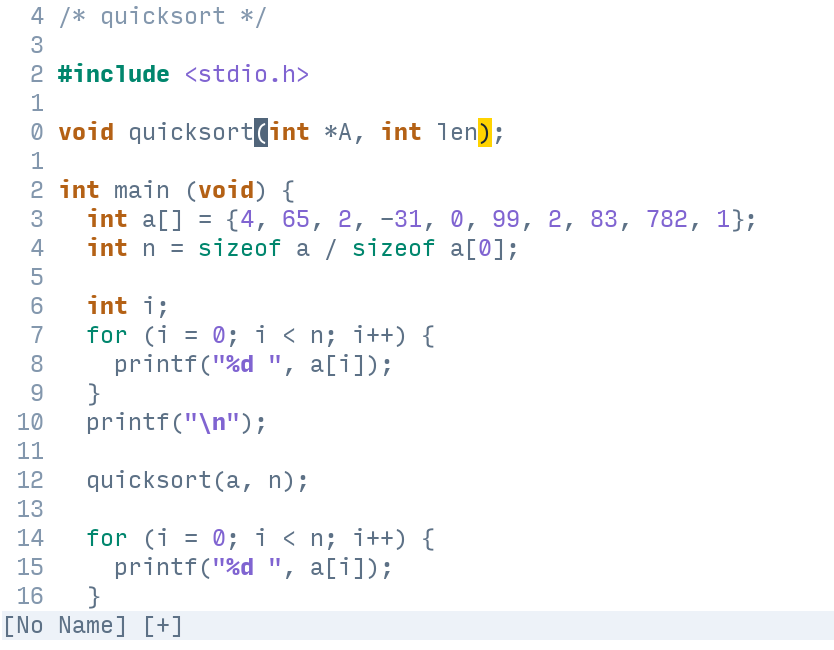 4 /* quicksort */
3
2 #include <stdio.h>
1
0 void quicksort(int *A, int len);
1
2 int main (void) {
3   int a[] = {4, 65, 2, -31, 0, 99, 2, 83, 782, 1};
4   int n = sizeof a / sizeof a[0];
5
6   int i;
7   for (i = 0; i < n; i++) {
8     printf("%d ", a[i]);
9   }
10   printf("\n");
11
12   quicksort(a, n);
13
14   for (i = 0; i < n; i++) {
15     printf("%d ", a[i]);
16   }
[No Name] [+]